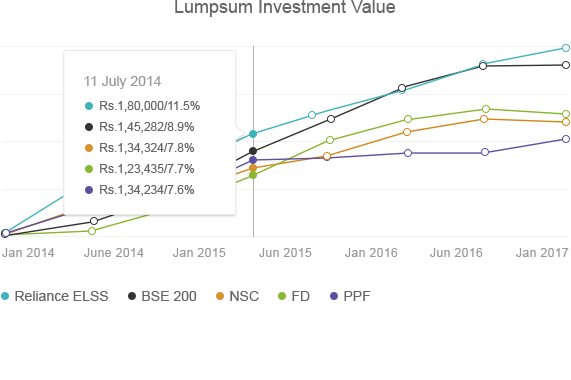 Lumpsum Investment Value
11 July 2014
Rs.1,80,000/11.5%
Rs.1,45,282/8.9%
Rs.1,34,324/7.8%
Rs.1,23,435/7.7%
Rs.1,34,234/7.6%
Jan 2014 June 2014 Jan 2015 Jun 2015 Jan 2016 Jun 2016 Jan 2017
Reliance ELSS BSE 200 NSC FD PPF